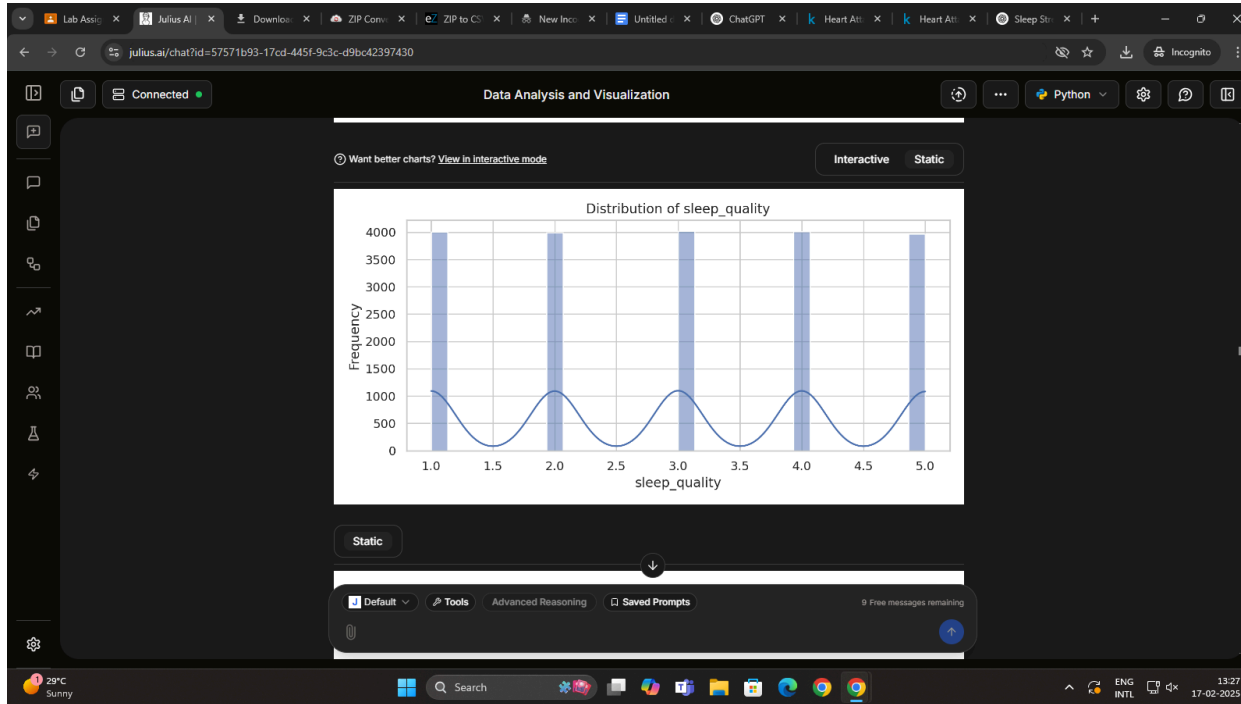 Lab Assig
Julius AI |
Downloa
ZIP Conv
ZIP to CS
New Inco
Untitled
ChatGPT
Heart Att
Heart Att
Sleep Str
julius.ai/chat?id=57571b93-17cd-445f-9c3c-d9bc42397430
Incognito
Connected
Data Analysis and Visualization
Python
Want better charts? View in interactive mode
Interactive
Static
Distribution of sleep_quality
4000
3500
3000
2500
2000
1500
1000
500
0
Frequency
1.0 1.5 2.0 2.5 3.0 3.5 4.0 4.5 5.0
sleep_quality
Static
Default
Tools
Advanced Reasoning
Saved Prompts
9 Free messages remaining
1
29°C
Sunny
Search
ENG
INTL
13:27
17-02-2025